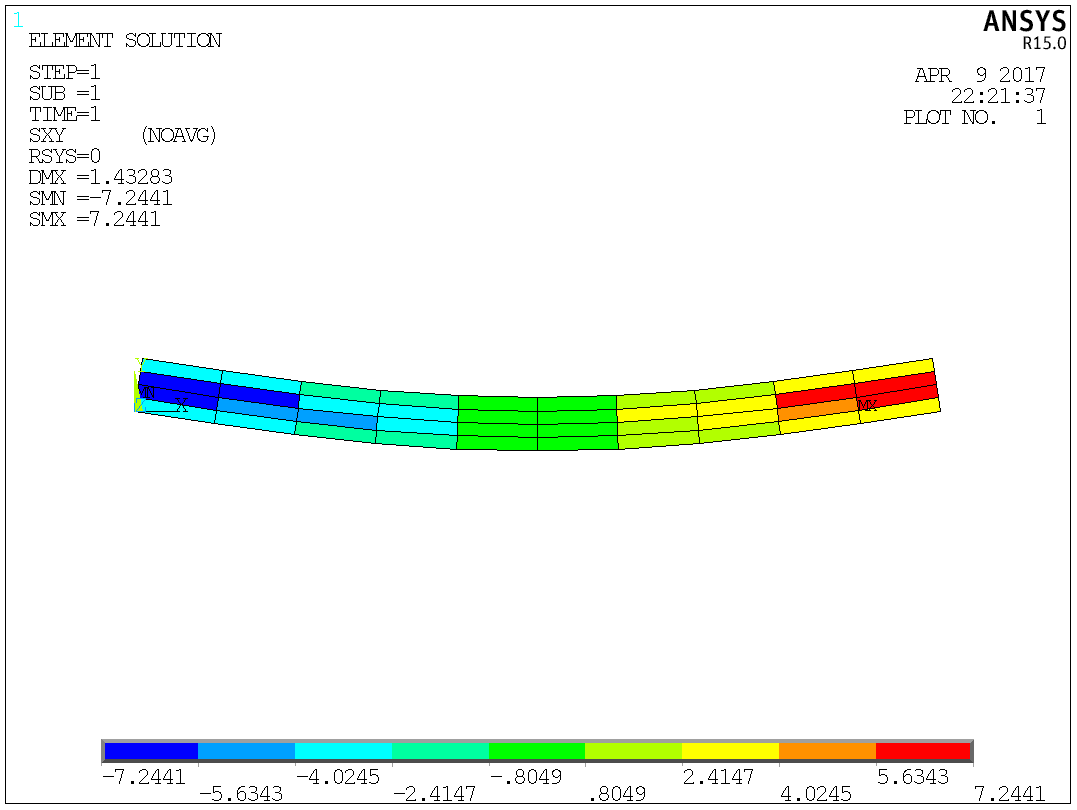 1
ANSYS
R15.0
ELEMENT SOLUTION
STEP=1
SUB =1
TIME=1
SXY (NOAVG)
RSYS=0
DMX =1.43283
SMN =-7.2441
SMX =7.2441
APR 9 2017
22:21:37
PLOT NO. 1
X
MX
-7.2441 -4.0245 -.8049 2.4147 5.6343
-5.6343 -2.4147 .8049 4.0245 7.2441